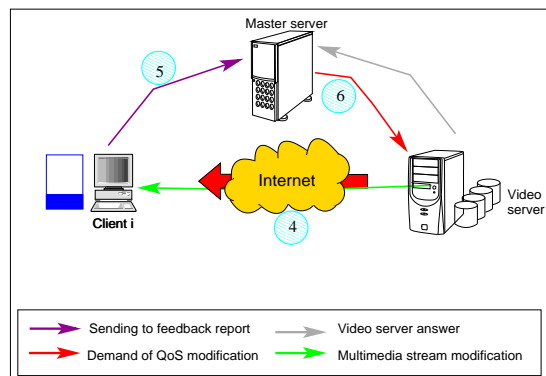 Master server
5
6
Internet
Client i
4
Video
server
Sending to feedback report
Video server answer
Demand of QoS modification
Multimedia stream modification